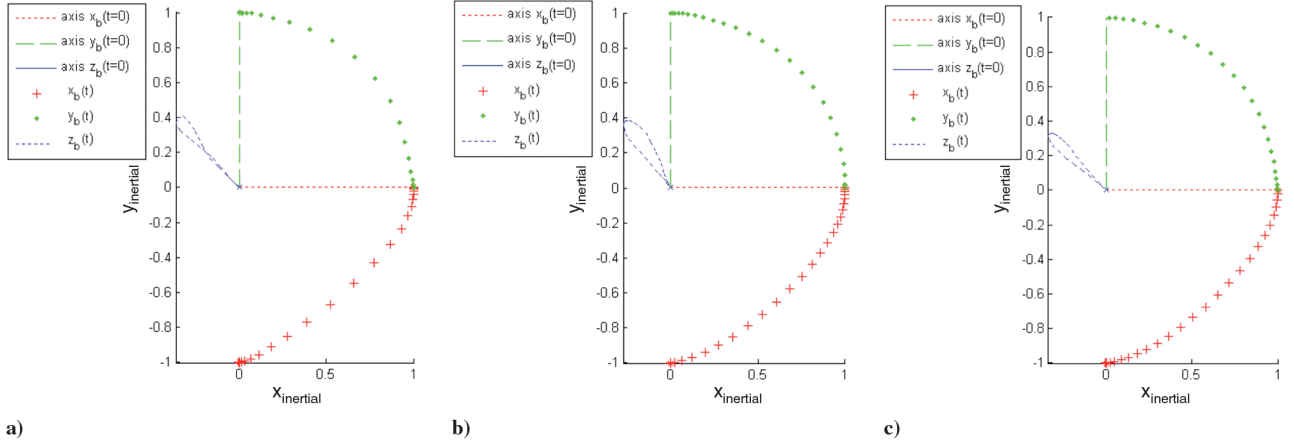 axis x_b(t=0)
axis y_b(t=0)
axis z_b(t=0)
x_b(t)
y_b(t)
z_b(t)
1
0.8
0.6
0.4
0.2
0
-0.2
-0.4
-0.6
-0.8
-1
y_inertial
0
0.5
1
x_inertial
a)
axis x_b(t=0)
axis y_b(t=0)
axis z_b(t=0)
x_b(t)
y_b(t)
z_b(t)
1
0.8
0.6
0.4
0.2
0
-0.2
-0.4
-0.6
-0.8
-1
y_inertial
0
0.5
1
x_inertial
b)
axis x_b(t=0)
axis y_b(t=0)
axis z_b(t=0)
x_b(t)
y_b(t)
z_b(t)
1
0.8
0.6
0.4
0.2
0
-0.2
-0.4
-0.6
-0.8
-1
y_inertial
0
0.5
1
x_inertial
c)